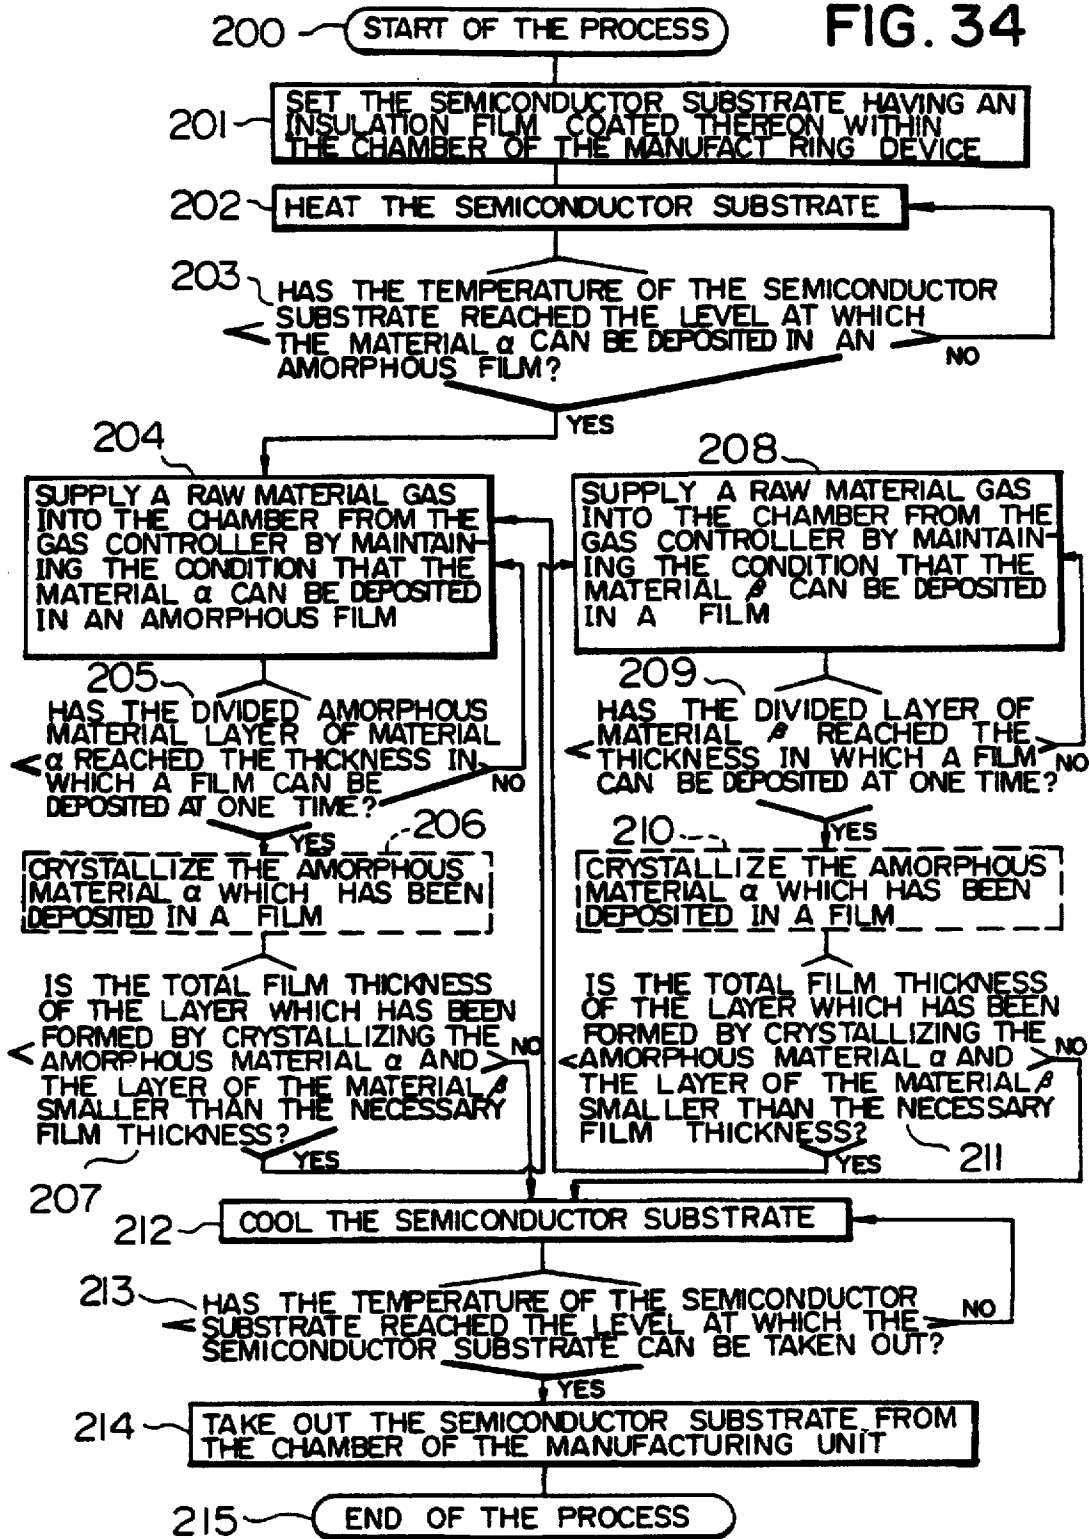 FIG. 34
200
START OF THE PROCESS
201
SET THE SEMICONDUCTOR SUBSTRATE HAVING AN
INSULATION FILM COATED THEREON WITHIN
THE CHAMBER OF THE MANUFACT RING DEVICE
202
HEAT THE SEMICONDUCTOR SUBSTRATE
203
HAS THE TEMPERATURE OF THE SEMICONDUCTOR
SUBSTRATE REACHED THE LEVEL AT WHICH
THE MATERIAL α CAN BE DEPOSITED IN AN
AMORPHOUS FILM?
NO
YES
204
SUPPLY A RAW MATERIAL GAS
INTO THE CHAMBER FROM THE
GAS CONTROLLER BY MAINTAIN-
ING THE CONDITION THAT THE
MATERIAL α CAN BE DEPOSITED
IN AN AMORPHOUS FILM
205
HAS THE DIVIDED AMORPHOUS
MATERIAL LAYER OF MATERIAL
α REACHED THE THICKNESS IN
WHICH A FILM CAN BE
DEPOSITED AT ONE TIME?
NO
YES
206
CRYSTALLIZE THE AMORPHOUS
MATERIAL α WHICH HAS BEEN
DEPOSITED IN A FILM
IS THE TOTAL FILM THICKNESS
OF THE LAYER WHICH HAS BEEN
FORMED BY CRYSTALLIZING THE
AMORPHOUS MATERIAL α AND
THE LAYER OF THE MATERIAL β
SMALLER THAN THE NECESSARY
FILM THICKNESS?
NO
YES
207
208
SUPPLY A RAW MATERIAL GAS
INTO THE CHAMBER FROM THE
GAS CONTROLLER BY MAINTAIN-
ING THE CONDITION THAT THE
MATERIAL β CAN BE DEPOSITED
IN A FILM
209
HAS THE DIVIDED LAYER OF
MATERIAL β REACHED THE
THICKNESS IN WHICH A FILM
CAN BE DEPOSITED AT ONE TIME?
NO
YES
210
CRYSTALLIZE THE AMORPHOUS
MATERIAL α WHICH HAS BEEN
DEPOSITED IN A FILM
IS THE TOTAL FILM THICKNESS
OF THE LAYER WHICH HAS BEEN
FORMED BY CRYSTALLIZING THE
AMORPHOUS MATERIAL α AND
THE LAYER OF THE MATERIAL β
SMALLER THAN THE NECESSARY
FILM THICKNESS?
NO
YES
211
212
COOL THE SEMICONDUCTOR SUBSTRATE
213
HAS THE TEMPERATURE OF THE SEMICONDUCTOR
SUBSTRATE REACHED THE LEVEL AT WHICH THE
SEMICONDUCTOR SUBSTRATE CAN BE TAKEN OUT?
NO
YES
214
TAKE OUT THE SEMICONDUCTOR SUBSTRATE FROM
THE CHAMBER OF THE MANUFACTURING UNIT
215
END OF THE PROCESS